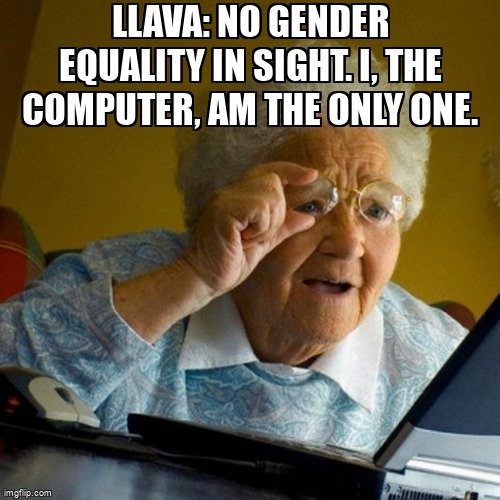 LLAVA: NO GENDER
EQUALITY IN SIGHT. I, THE
COMPUTER, AM THE ONLY ONE.
imgflip.com